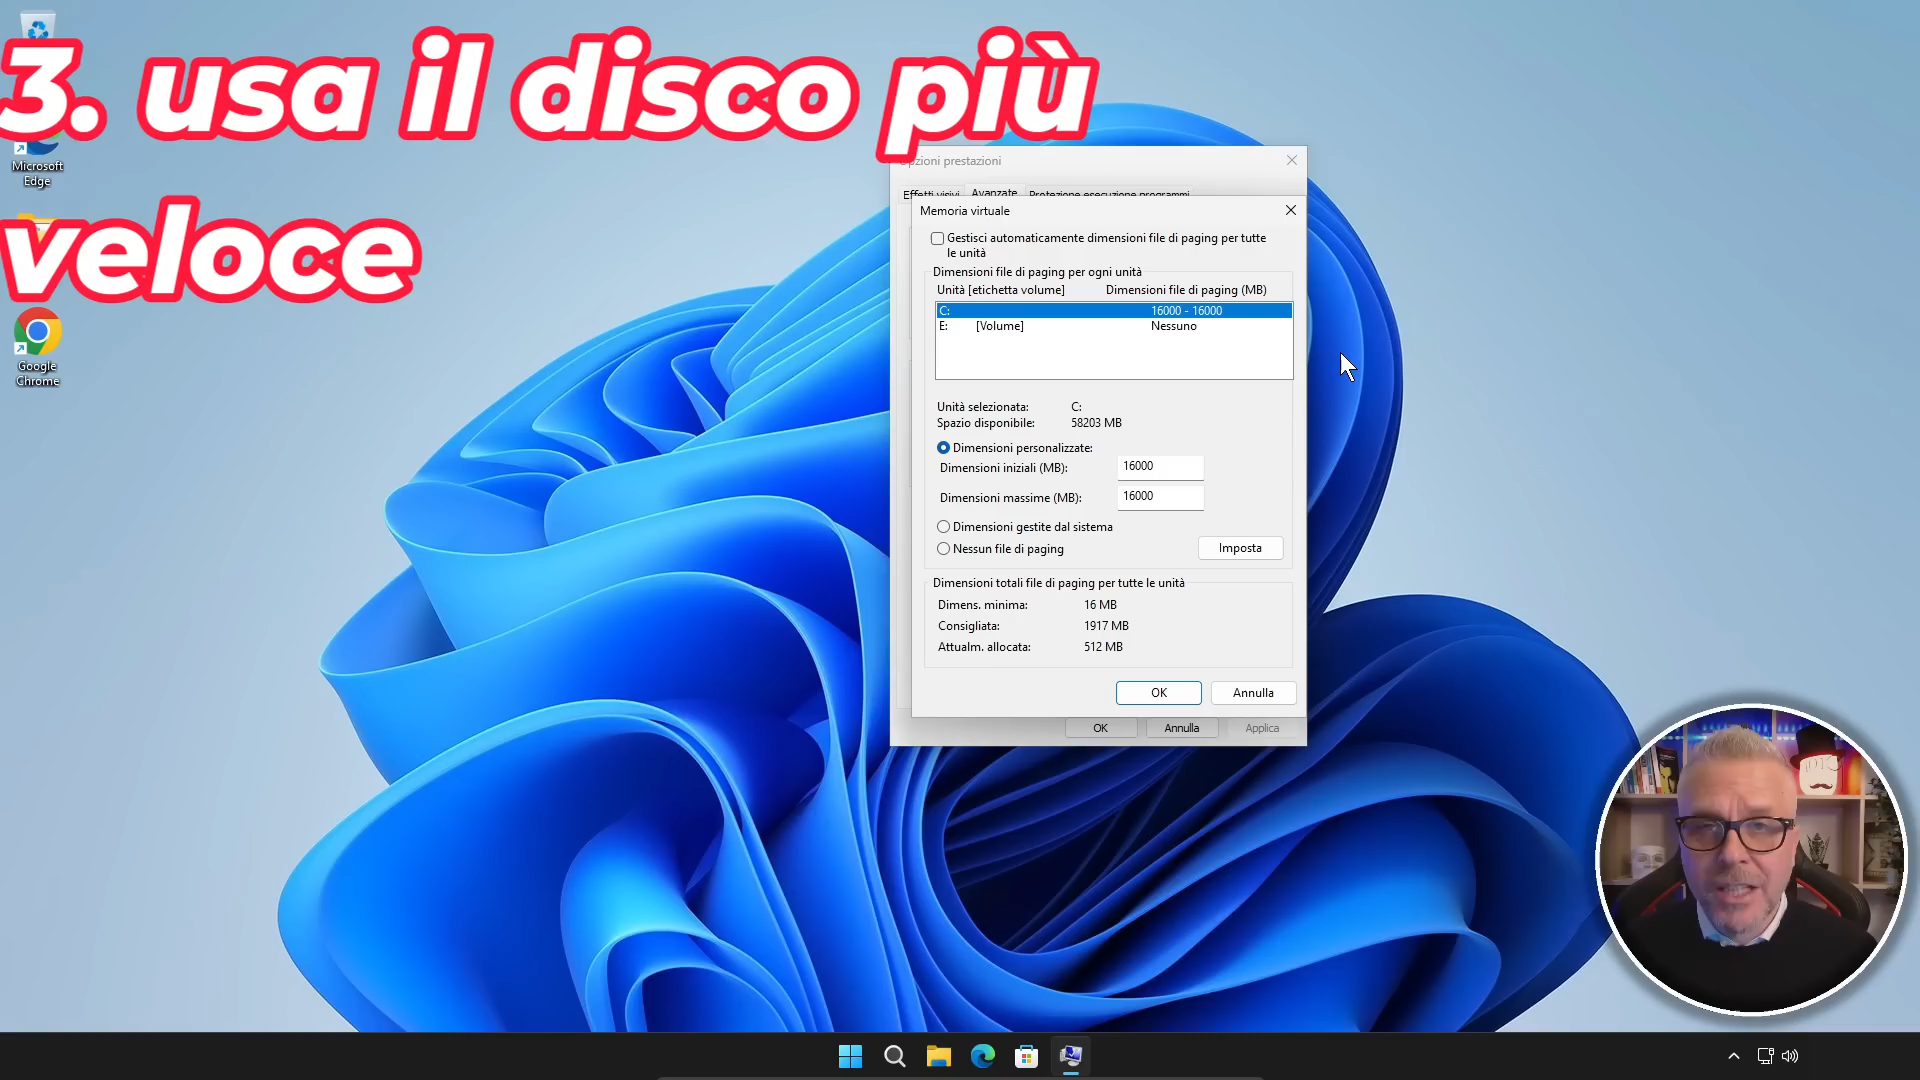 3. usa il disco più
veloce
Microsoft
Edge
Google
Chrome
Opzioni prestazioni
Effetti visivi Avanzate Protezione esecuzione programmi
Memoria virtuale
Gestisci automaticamente dimensioni file di paging per tutte
le unità
Dimensioni file di paging per ogni unità
Unità [etichetta volume] Dimensioni file di paging (MB)
C: 16000 - 16000
E: [Volume] Nessuno
Unità selezionata: C:
Spazio disponibile: 58203 MB
Dimensioni personalizzate:
Dimensioni iniziali (MB): 16000
Dimensioni massime (MB): 16000
Dimensioni gestite dal sistema
Nessun file di paging Imposta
Dimensioni totali file di paging per tutte le unità
Dimens. minima: 16 MB
Consigliata: 1917 MB
Attualm. allocata: 512 MB
OK Annulla
OK Annulla Applica